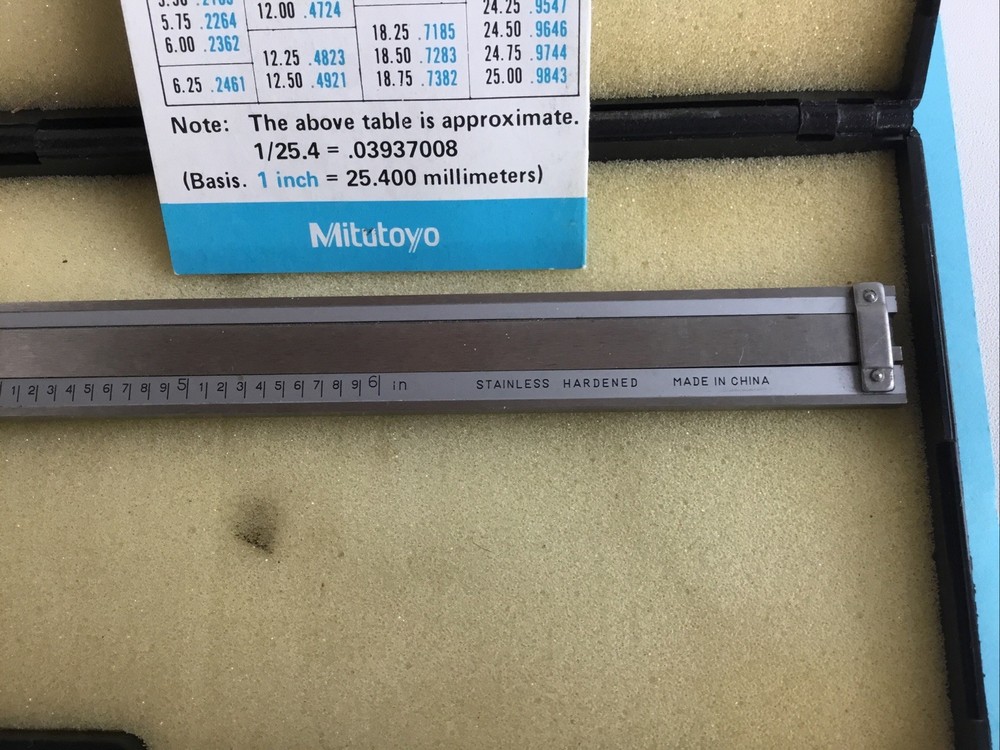 5.75 .2264
6.00 .2362
6.25 .2461
12.00 .4724
12.25 .4823
12.50 .4921
18.25 .7185
18.50 .7283
18.75 .7382
24.25 .9547
24.50 .9646
24.75 .9744
25.00 .9843
Note: The above table is approximate.
1/25.4 = .03937008
(Basis. 1 inch = 25.400 millimeters)
Mitutoyo
1 2 3 4 5 6 7 8 9 5 1 2 3 4 5 6 7 8 9 6 in STAINLESS HARDENED MADE IN CHINA